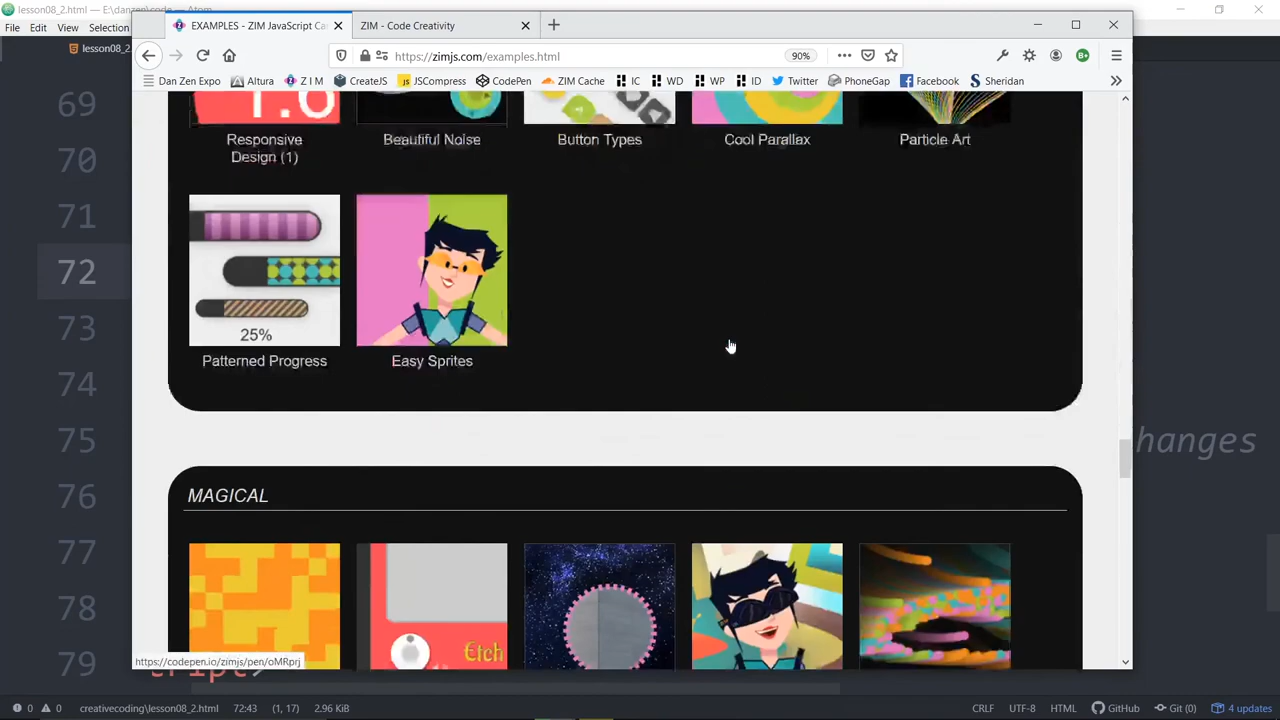 lesson08_2.html — E:\danzen\
— Atom
File Edit View Selection
lesson08_2.
EXAMPLES - ZIM JavaScript Ca
ZIM - Code Creativity
https://zimjs.com/examples.html
90%
Dan Zen Expo
Altura
Z I M
CreateJS
JSCompress
CodePen
ZIM Cache
IC
WD
WP
ID
Twitter
GameSnap
Facebook
Sheridan
1.6
Responsive
Design (1)
Beautiful Noise
Button Types
Cool Parallax
Particle Art
25%
Patterned Progress
Easy Sprites
MAGICAL
Etch
https://codepen.io/zimjs/pen/oMRprj
69
70
71
72
73
74
75
76
77
78
79
hanges
cript>
0 0 creativecoding\lesson08_2.html 72:43 (1, 17) 2.96 KiB
CRLF UTF-8 HTML GitHub Git (0) 4 updates